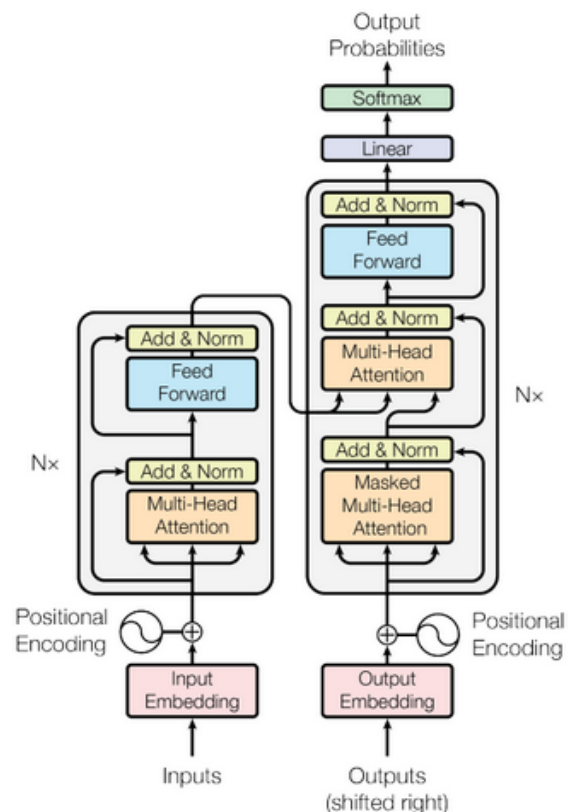 Output
Probabilities
Softmax
Linear
Add & Norm
Feed
Forward
Add & Norm
Multi-Head
Attention
Add & Norm
Masked
Multi-Head
Attention
Nx
Add & Norm
Feed
Forward
Add & Norm
Multi-Head
Attention
Nx
Positional
Encoding
Positional
Encoding
Input
Embedding
Output
Embedding
Inputs
Outputs
(shifted right)